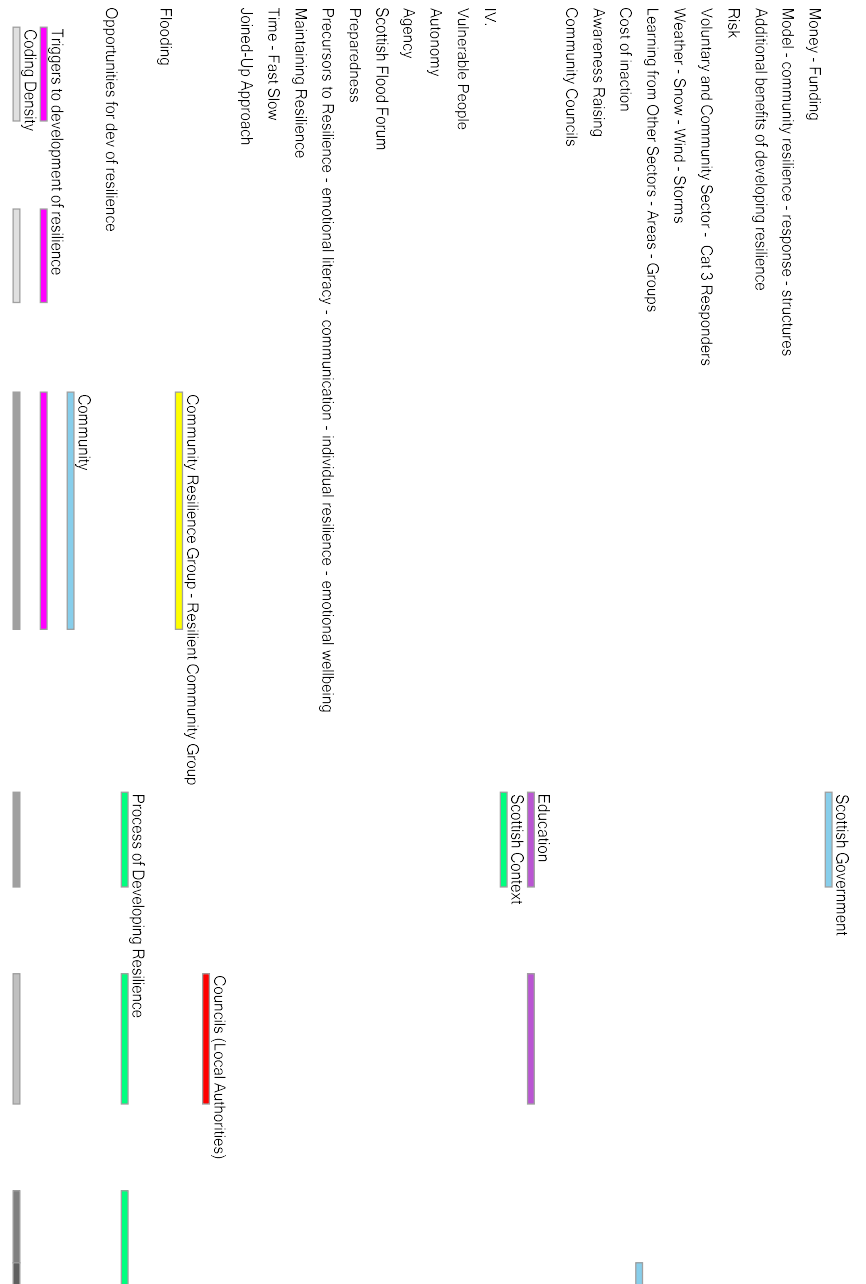 Scottish Government
Money - Funding
Model - community resilience - response - structures
Additional benefits of developing resilience
Risk
Voluntary and Community Sector - Cat 3 Responders
Weather - Snow - Wind - Storms
Learning from Other Sectors - Areas - Groups
Cost of inaction
Awareness Raising
Community Councils
Education
Scottish Context
IV.
Vulnerable People
Autonomy
Agency
Scottish Flood Forum
Preparedness
Precursors to Resilience - emotional literacy - communication - individual resilience - emotional wellbeing
Maintaining Resilience
Time - Fast Slow
Joined-Up Approach
Councils (Local Authorities)
Community Resilience Group - Resilient Community Group
Flooding
Process of Developing Resilience
Opportunities for dev of resilience
Community
Triggers to development of resilience
Coding Density